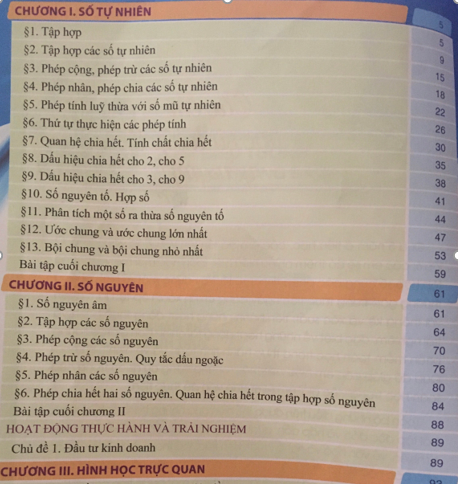 CHƯƠNG I. SỐ TỰ NHIÊN 5
§1. Tập hợp 5
§2. Tập hợp các số tự nhiên 9
§3. Phép cộng, phép trừ các số tự nhiên 15
§4. Phép nhân, phép chia các số tự nhiên 18
§5. Phép tính luỹ thừa với số mũ tự nhiên 22
§6. Thứ tự thực hiện các phép tính 26
§7. Quan hệ chia hết. Tính chất chia hết 30
§8. Dấu hiệu chia hết cho 2, cho 5 35
§9. Dấu hiệu chia hết cho 3, cho 9 38
§10. Số nguyên tố. Hợp số 41
§11. Phân tích một số ra thừa số nguyên tố 44
§12. Ước chung và ước chung lớn nhất 47
§13. Bội chung và bội chung nhỏ nhất 53
Bài tập cuối chương I 59
CHƯƠNG II. SỐ NGUYÊN 61
§1. Số nguyên âm 61
§2. Tập hợp các số nguyên 64
§3. Phép cộng các số nguyên 70
§4. Phép trừ số nguyên. Quy tắc dấu ngoặc 76
§5. Phép nhân các số nguyên 80
§6. Phép chia hết hai số nguyên. Quan hệ chia hết trong tập hợp số nguyên 84
Bài tập cuối chương II 88
HOẠT ĐỘNG THỰC HÀNH VÀ TRẢI NGHIỆM 89
Chủ đề 1. Đầu tư kinh doanh 89
CHƯƠNG III. HÌNH HỌC TRỰC QUAN